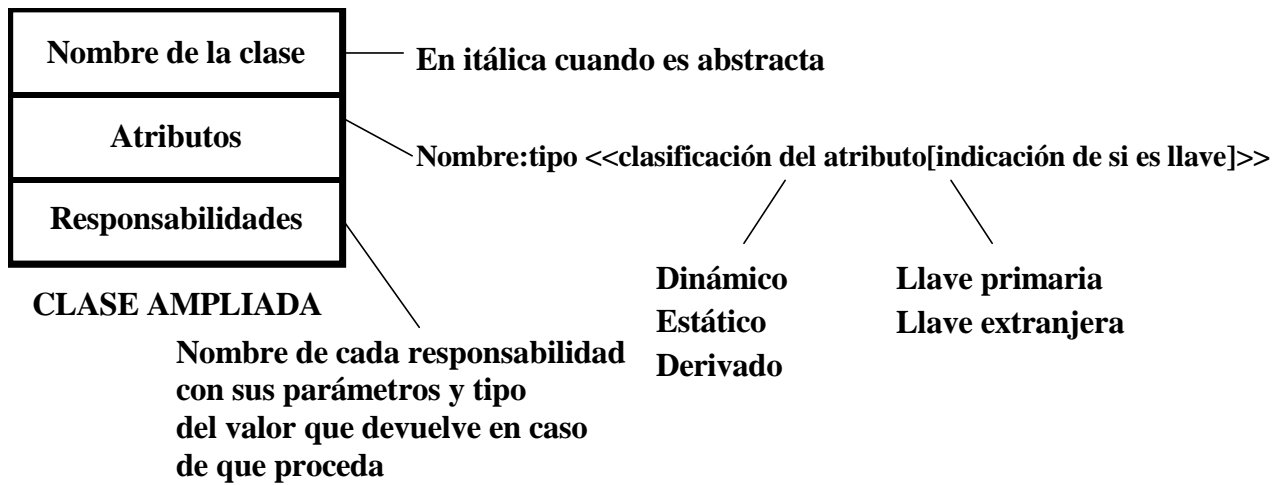 Nombre de la clase
En itálica cuando es abstracta
Atributos
Nombre:tipo <<clasificación del atributo[indicación de si es llave]>>
Responsabilidades
Dinámico
Estático
Derivado
Llave primaria
Llave extranjera
CLASE AMPLIADA
Nombre de cada responsabilidad
con sus parámetros y tipo
del valor que devuelve en caso
de que proceda